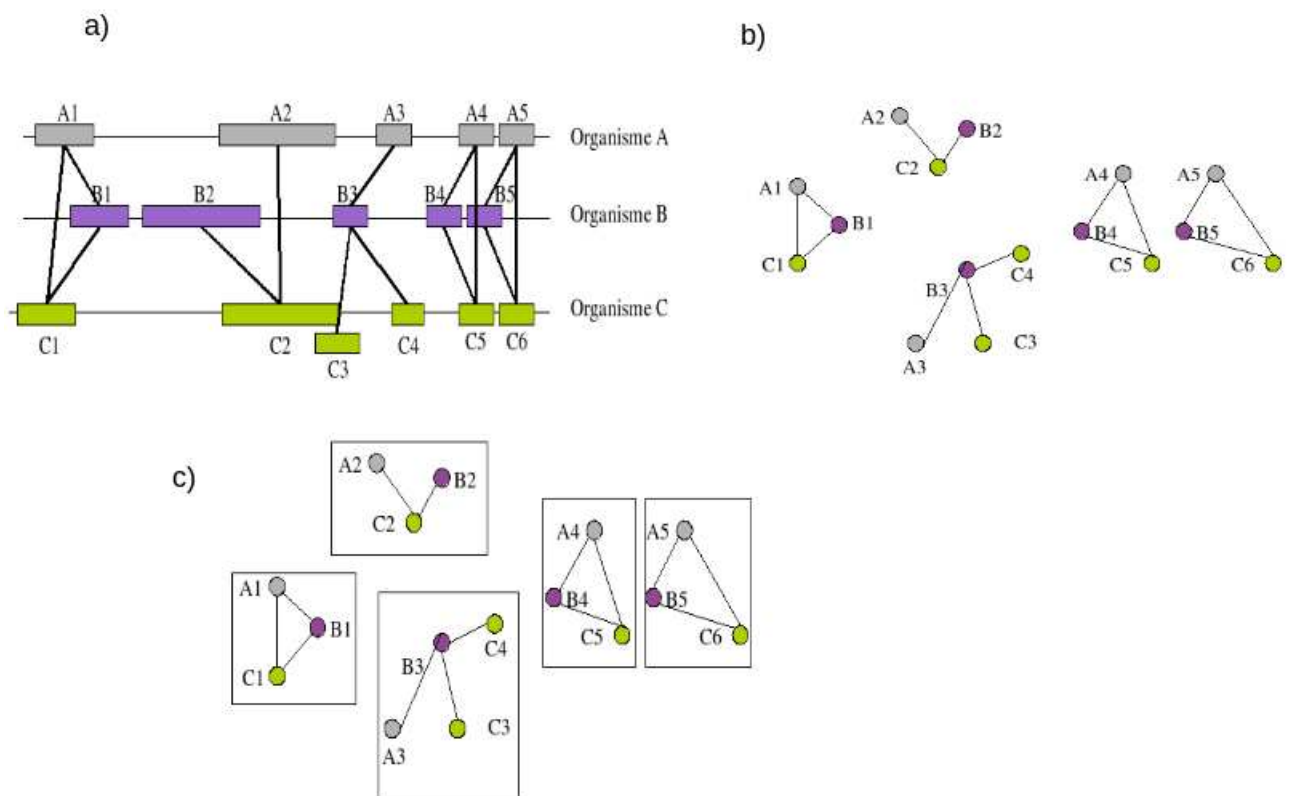 a)
A1 A2 A3 A4 A5
Organisme A
B1 B2 B3 B4 B5
Organisme B
Organisme C
C1 C2 C4 C5 C6
C3
b)
A2
B2
C2
A1
B1
C1
A4
B4
C5
A5
B5
C6
B3
C4
A3
C3
c)
A2
B2
C2
A1
B1
C1
B3
C4
A3
C3
A4
B4
C5
A5
B5
C6